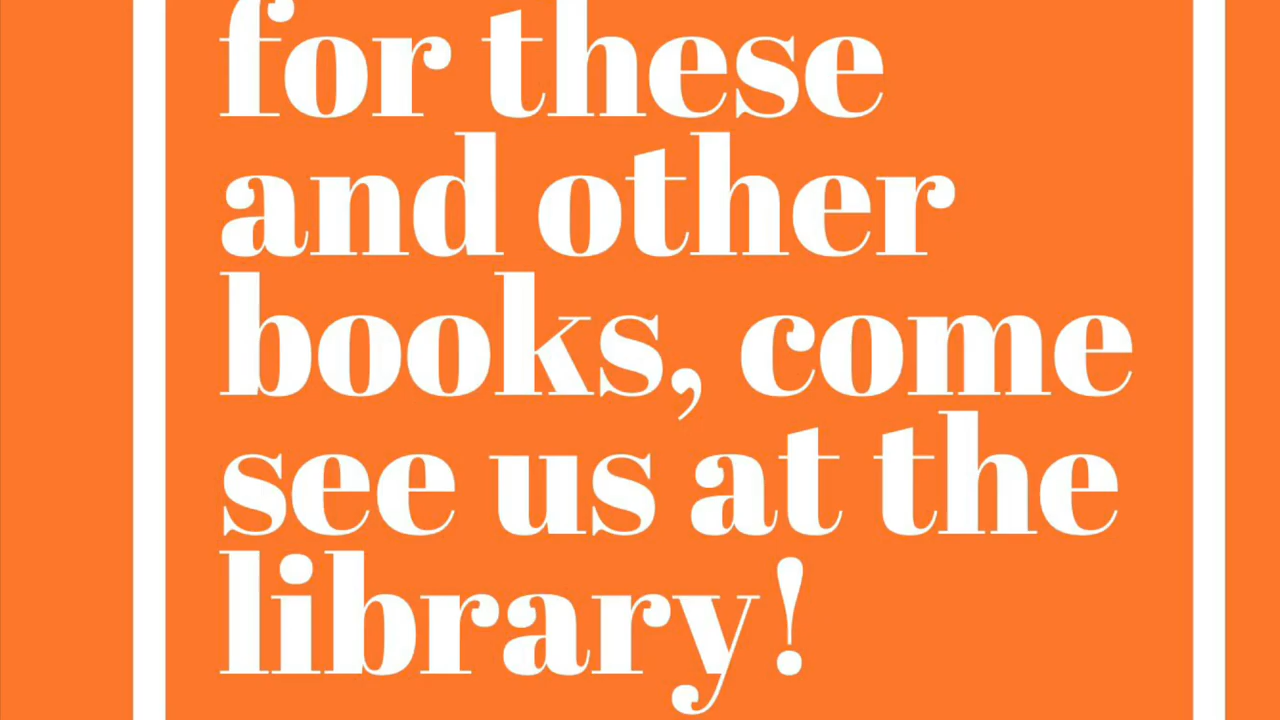 for these
and other
books, come
see us at the
library!